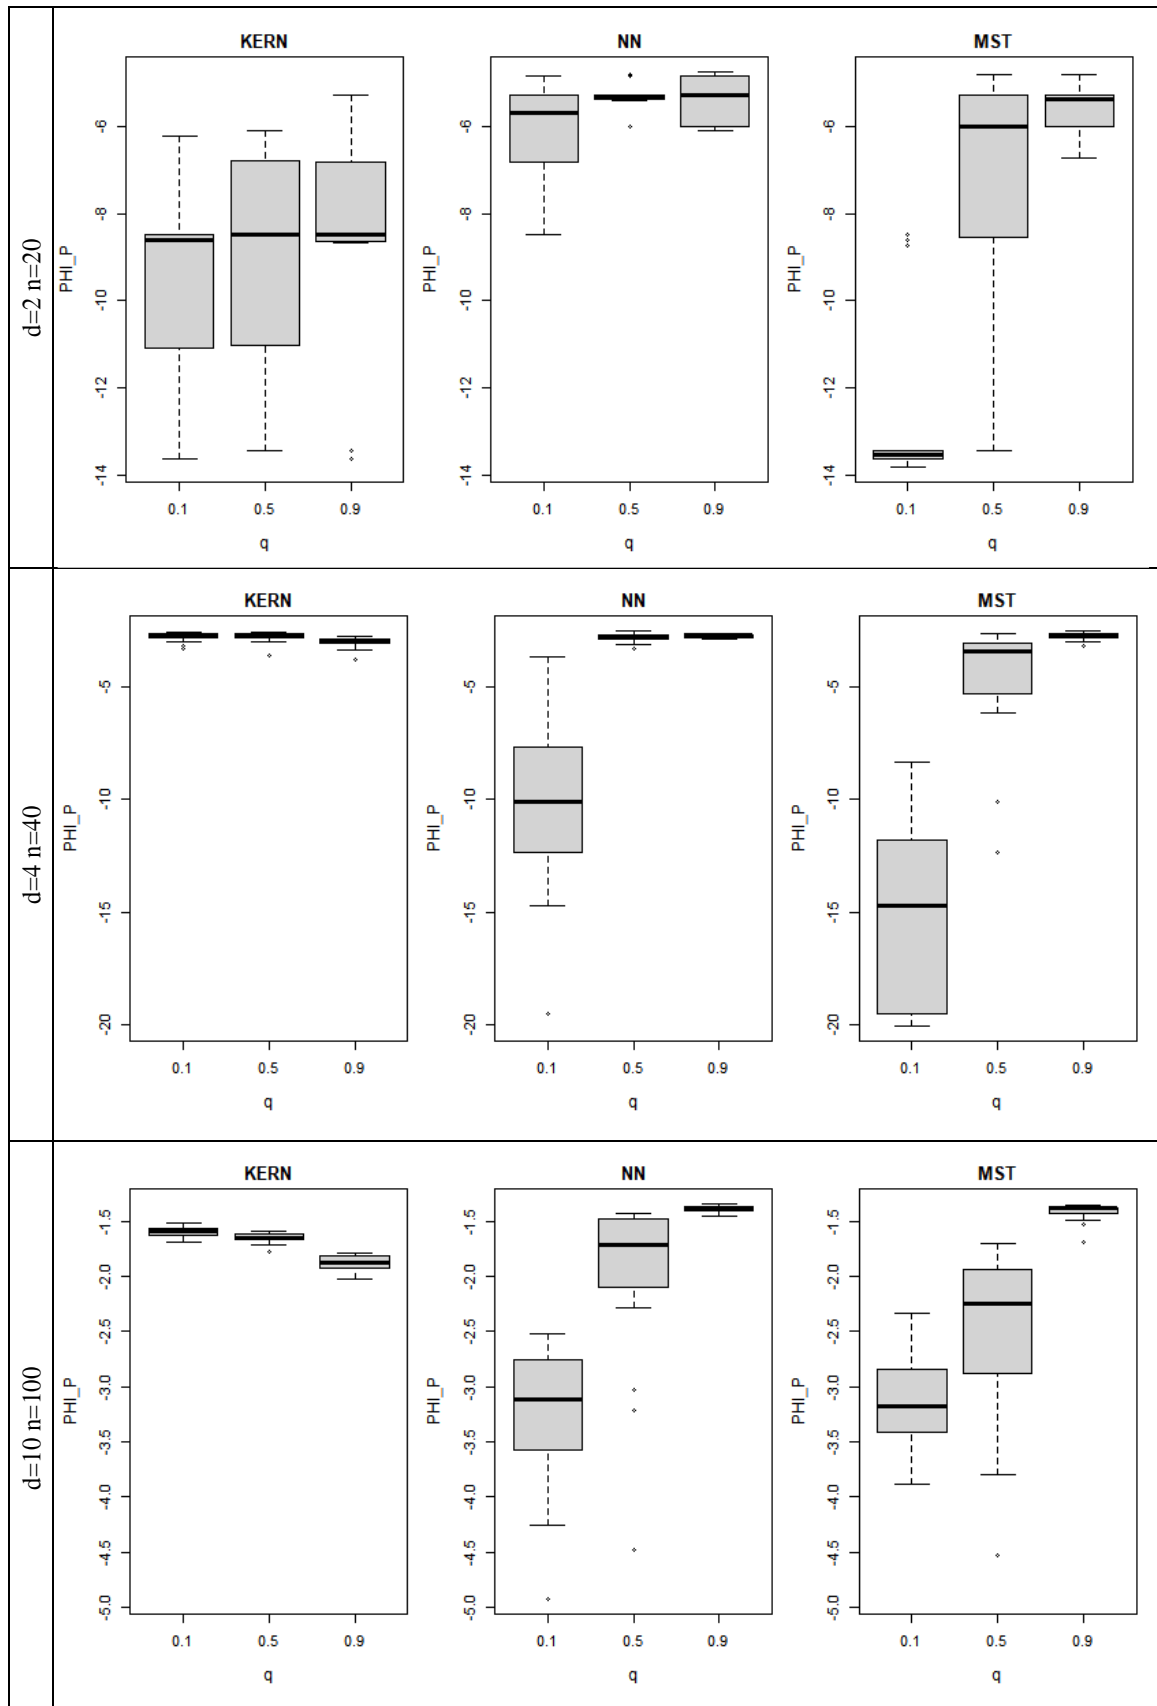 d=2 n=20
KERN
PHI_P
-6
-8
-10
-12
-14
0.1 0.5 0.9
q
NN
PHI_P
-6
-8
-10
-12
-14
0.1 0.5 0.9
q
MST
PHI_P
-6
-8
-10
-12
-14
0.1 0.5 0.9
q
d=4 n=40
KERN
PHI_P
-5
-10
-15
-20
0.1 0.5 0.9
q
NN
PHI_P
-5
-10
-15
-20
0.1 0.5 0.9
q
MST
PHI_P
-5
-10
-15
-20
0.1 0.5 0.9
q
d=10 n=100
KERN
PHI_P
-1.5
-2.0
-2.5
-3.0
-3.5
-4.0
-4.5
-5.0
0.1 0.5 0.9
q
NN
PHI_P
-1.5
-2.0
-2.5
-3.0
-3.5
-4.0
-4.5
-5.0
0.1 0.5 0.9
q
MST
PHI_P
-1.5
-2.0
-2.5
-3.0
-3.5
-4.0
-4.5
-5.0
0.1 0.5 0.9
q